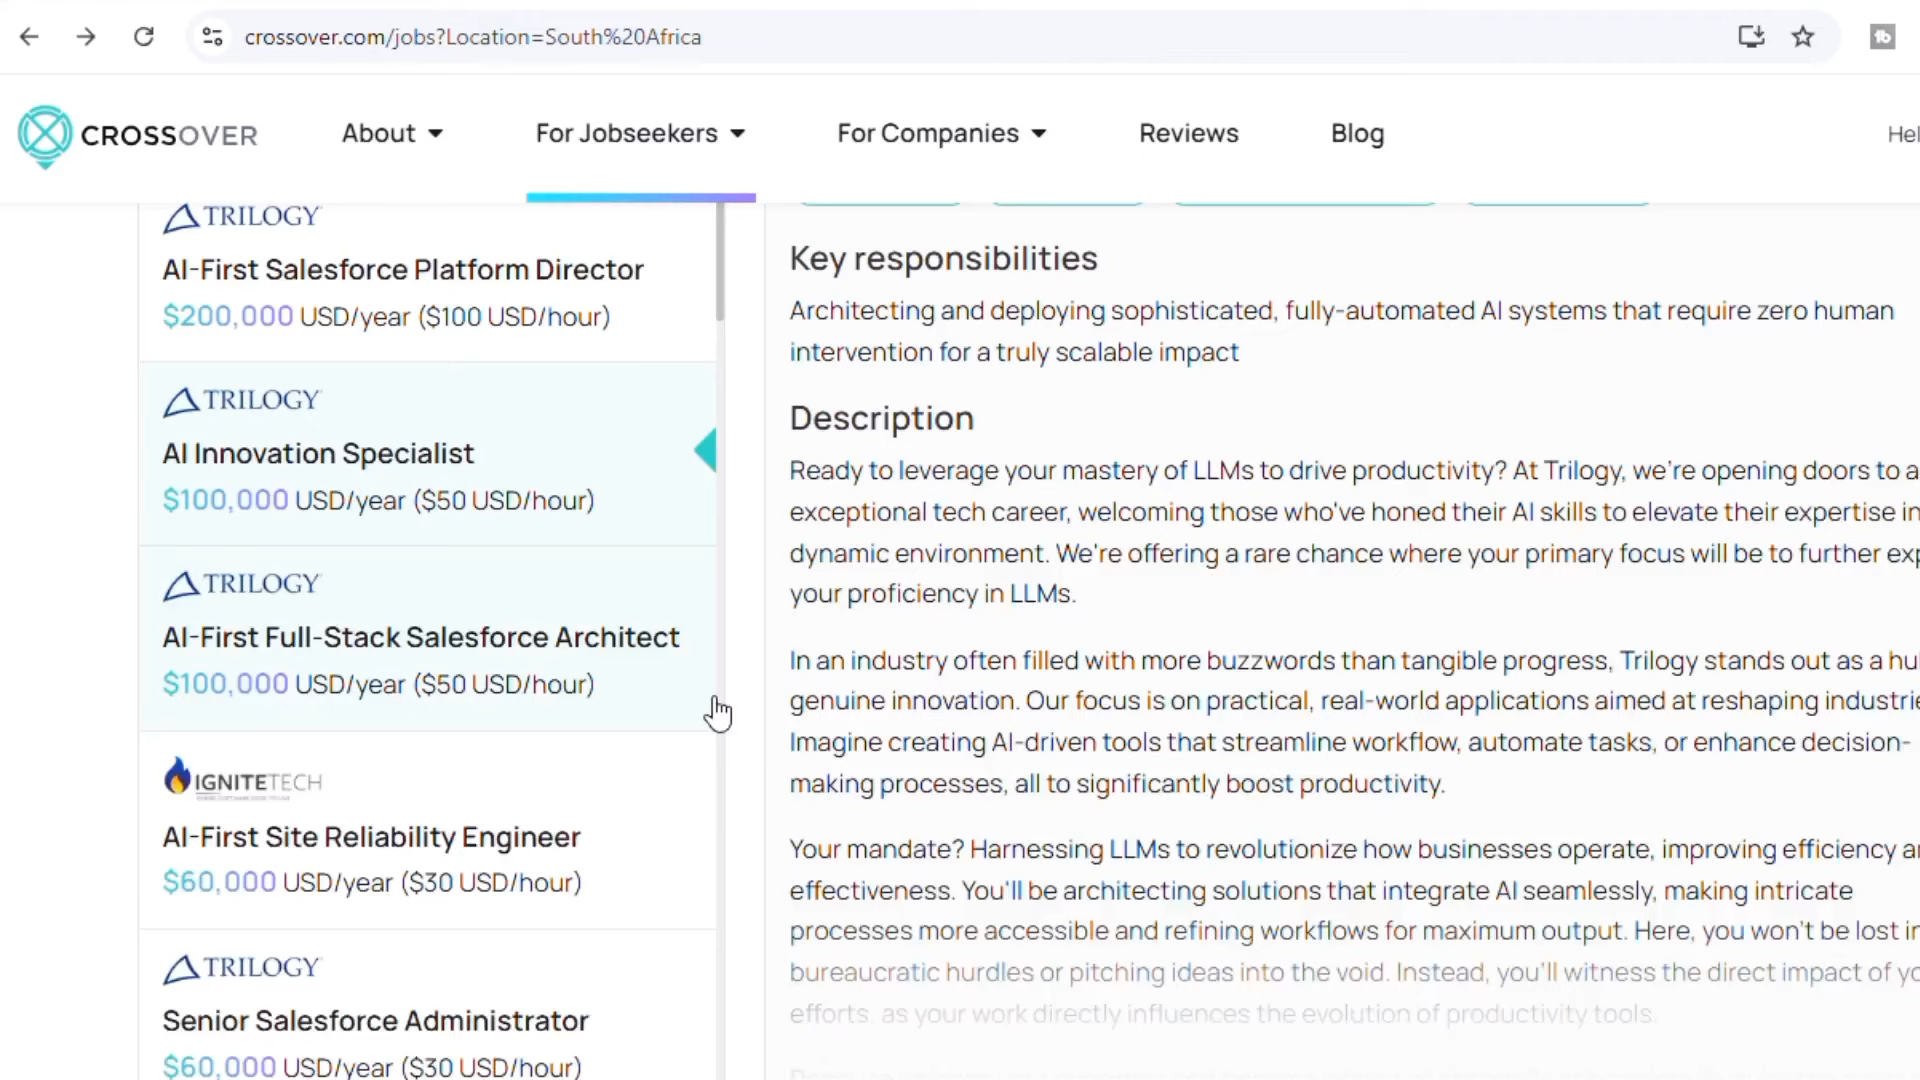 crossover.com/jobs?Location=South%20Africa
CROSSOVER
About
For Jobseekers
For Companies
Reviews
Blog
TRILOGY
AI-First Salesforce Platform Director
$200,000 USD/year ($100 USD/hour)
TRILOGY
AI Innovation Specialist
$100,000 USD/year ($50 USD/hour)
TRILOGY
AI-First Full-Stack Salesforce Architect
$100,000 USD/year ($50 USD/hour)
IGNITETECH
AI-First Site Reliability Engineer
$60,000 USD/year ($30 USD/hour)
TRILOGY
Senior Salesforce Administrator
$60,000 USD/year ($30 USD/hour)
Key responsibilities
Architecting and deploying sophisticated, fully-automated AI systems that require zero human
intervention for a truly scalable impact
Description
Ready to leverage your mastery of LLMs to drive productivity? At Trilogy, we're opening doors to a
exceptional tech career, welcoming those who've honed their AI skills to elevate their expertise in
dynamic environment. We're offering a rare chance where your primary focus will be to further
your proficiency in LLMs.
In an industry often filled with more buzzwords than tangible progress, Trilogy stands out as a
genuine innovation. Our focus is on practical, real-world applications aimed at reshaping
Imagine creating AI-driven tools that streamline workflow, automate tasks, or enhance decision-
making processes, all to significantly boost productivity.
Your mandate? Harnessing LLMs to revolutionize how businesses operate, improving efficiency
effectiveness. You'll be architecting solutions that integrate AI seamlessly, making intricate
processes more accessible and refining workflows for maximum output. Here, you won't be lost in
bureaucratic hurdles or pitching ideas into the void. Instead, you'll witness the direct impact of
efforts, as your work directly influences the evolution of productivity tools.